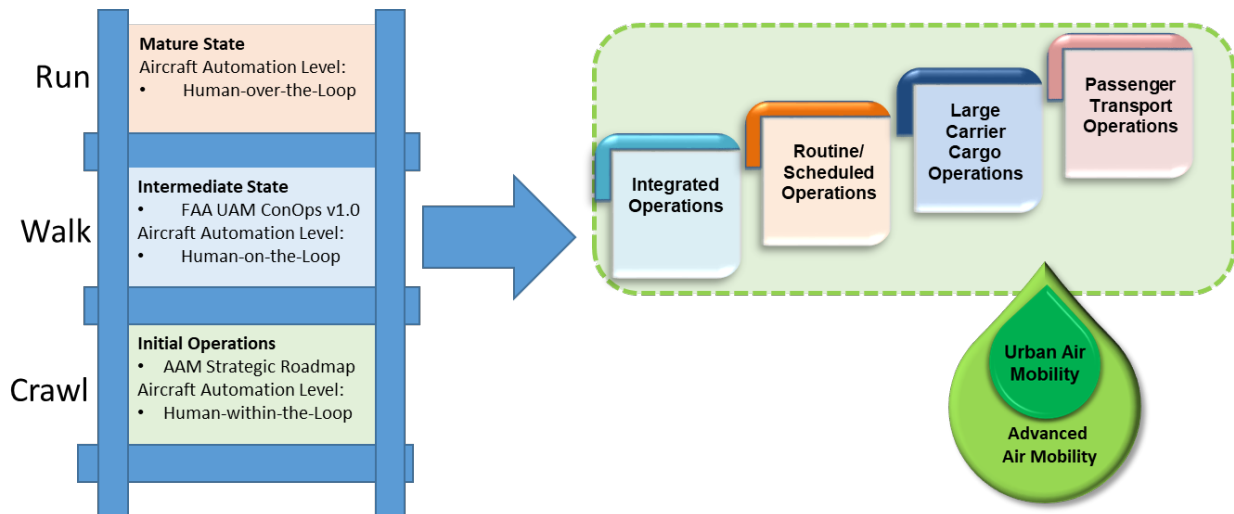 Run
Mature State
Aircraft Automation Level:
• Human-over-the-Loop
Walk
Intermediate State
• FAA UAM ConOps v1.0
Aircraft Automation Level:
• Human-on-the-Loop
Crawl
Initial Operations
• AAM Strategic Roadmap
Aircraft Automation Level:
• Human-within-the-Loop
Integrated
Operations
Routine/
Scheduled
Operations
Large
Carrier
Cargo
Operations
Passenger
Transport
Operations
Urban Air
Mobility
Advanced
Air Mobility